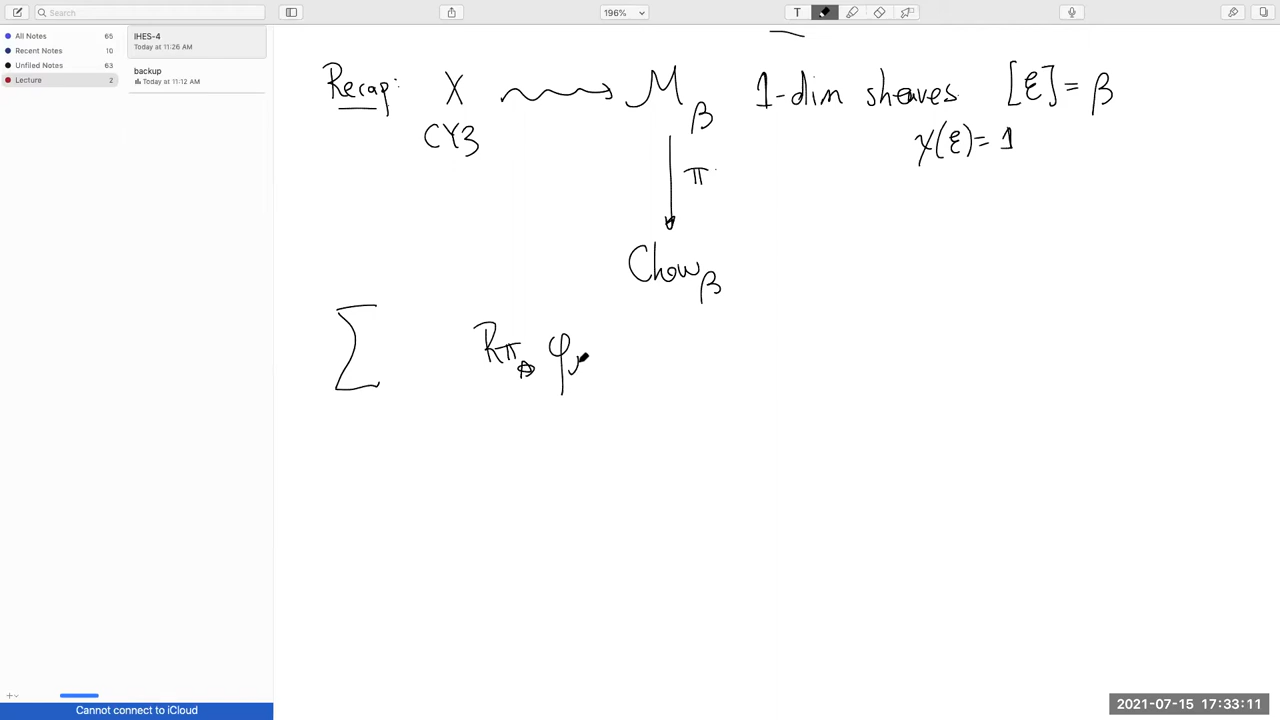 Search
196%
T
All Notes 65
Recent Notes 10
Unfiled Notes 63
Lecture 2
IHES-4
Today at 11:26 AM
backup
Today at 11:12 AM
Recap: X ⇝ M_β 1-dim sheaves [ℰ] = β
CY3 χ(ℰ) = 1
↓ π
Chow_β
Σ Rπ_* φ
Cannot connect to iCloud
2021-07-15 17:33:11